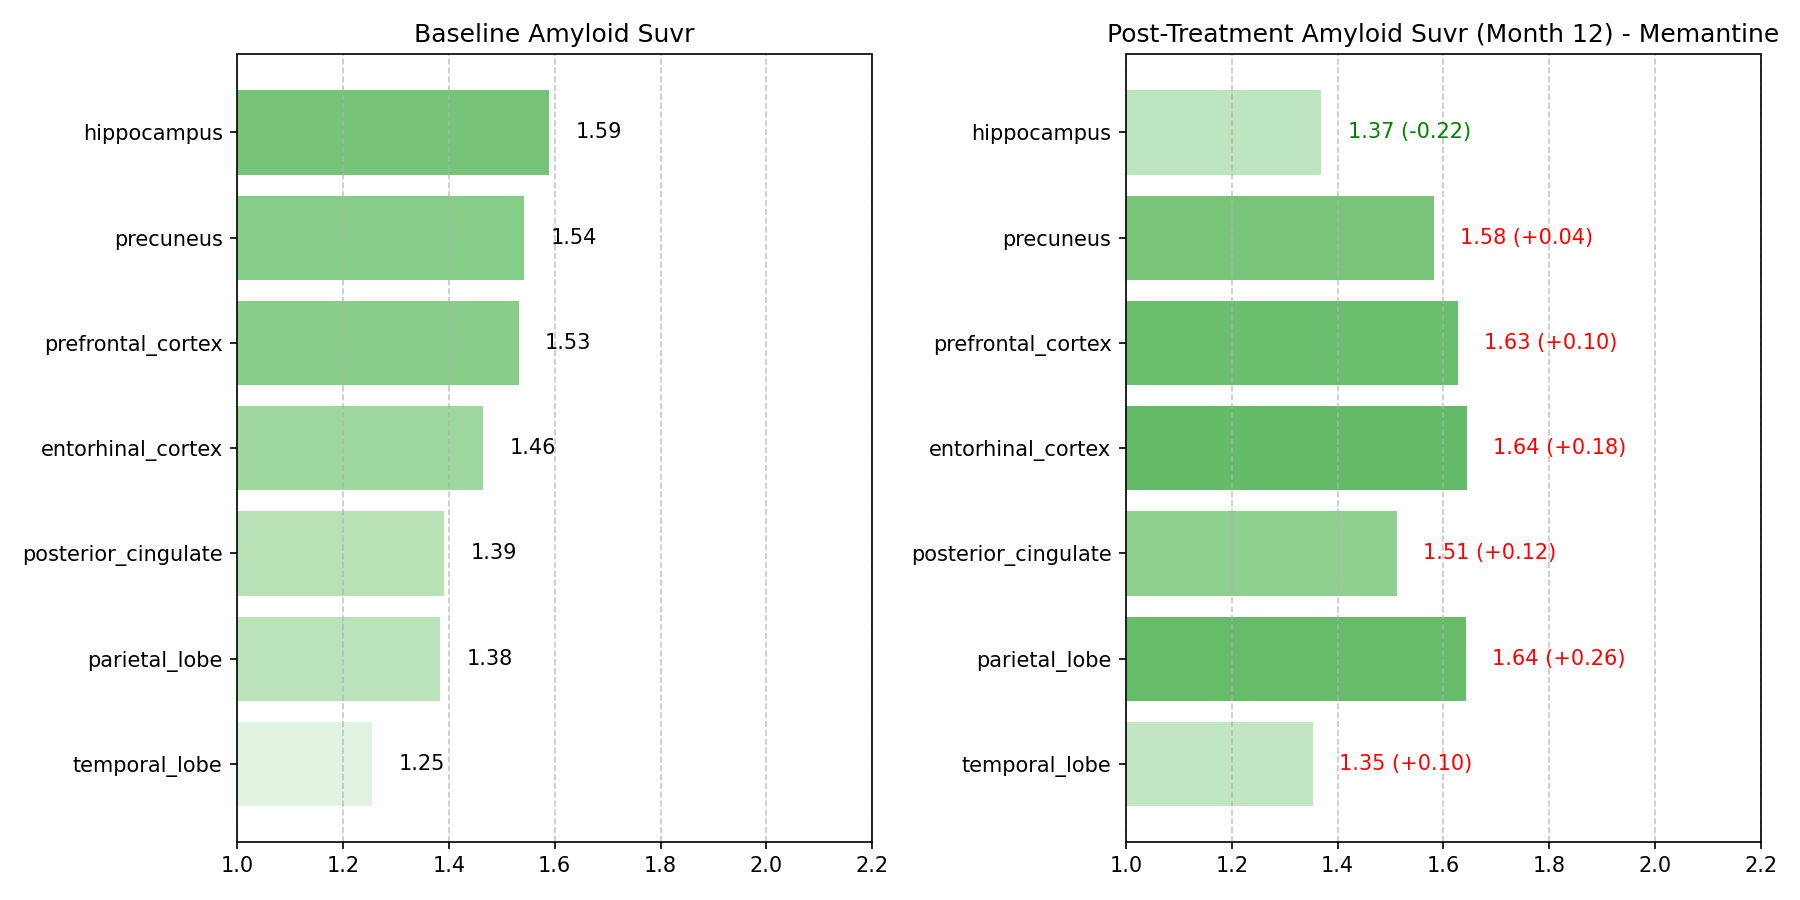 Baseline Amyloid Suvr
hippocampus
1.59
precuneus
1.54
prefrontal_cortex
1.53
entorhinal_cortex
1.46
posterior_cingulate
1.39
parietal_lobe
1.38
temporal_lobe
1.25
1.0 1.2 1.4 1.6 1.8 2.0 2.2
Post-Treatment Amyloid Suvr (Month 12) - Memantine
hippocampus
1.37 (-0.22)
precuneus
1.58 (+0.04)
prefrontal_cortex
1.63 (+0.10)
entorhinal_cortex
1.64 (+0.18)
posterior_cingulate
1.51 (+0.12)
parietal_lobe
1.64 (+0.26)
temporal_lobe
1.35 (+0.10)
1.0 1.2 1.4 1.6 1.8 2.0 2.2